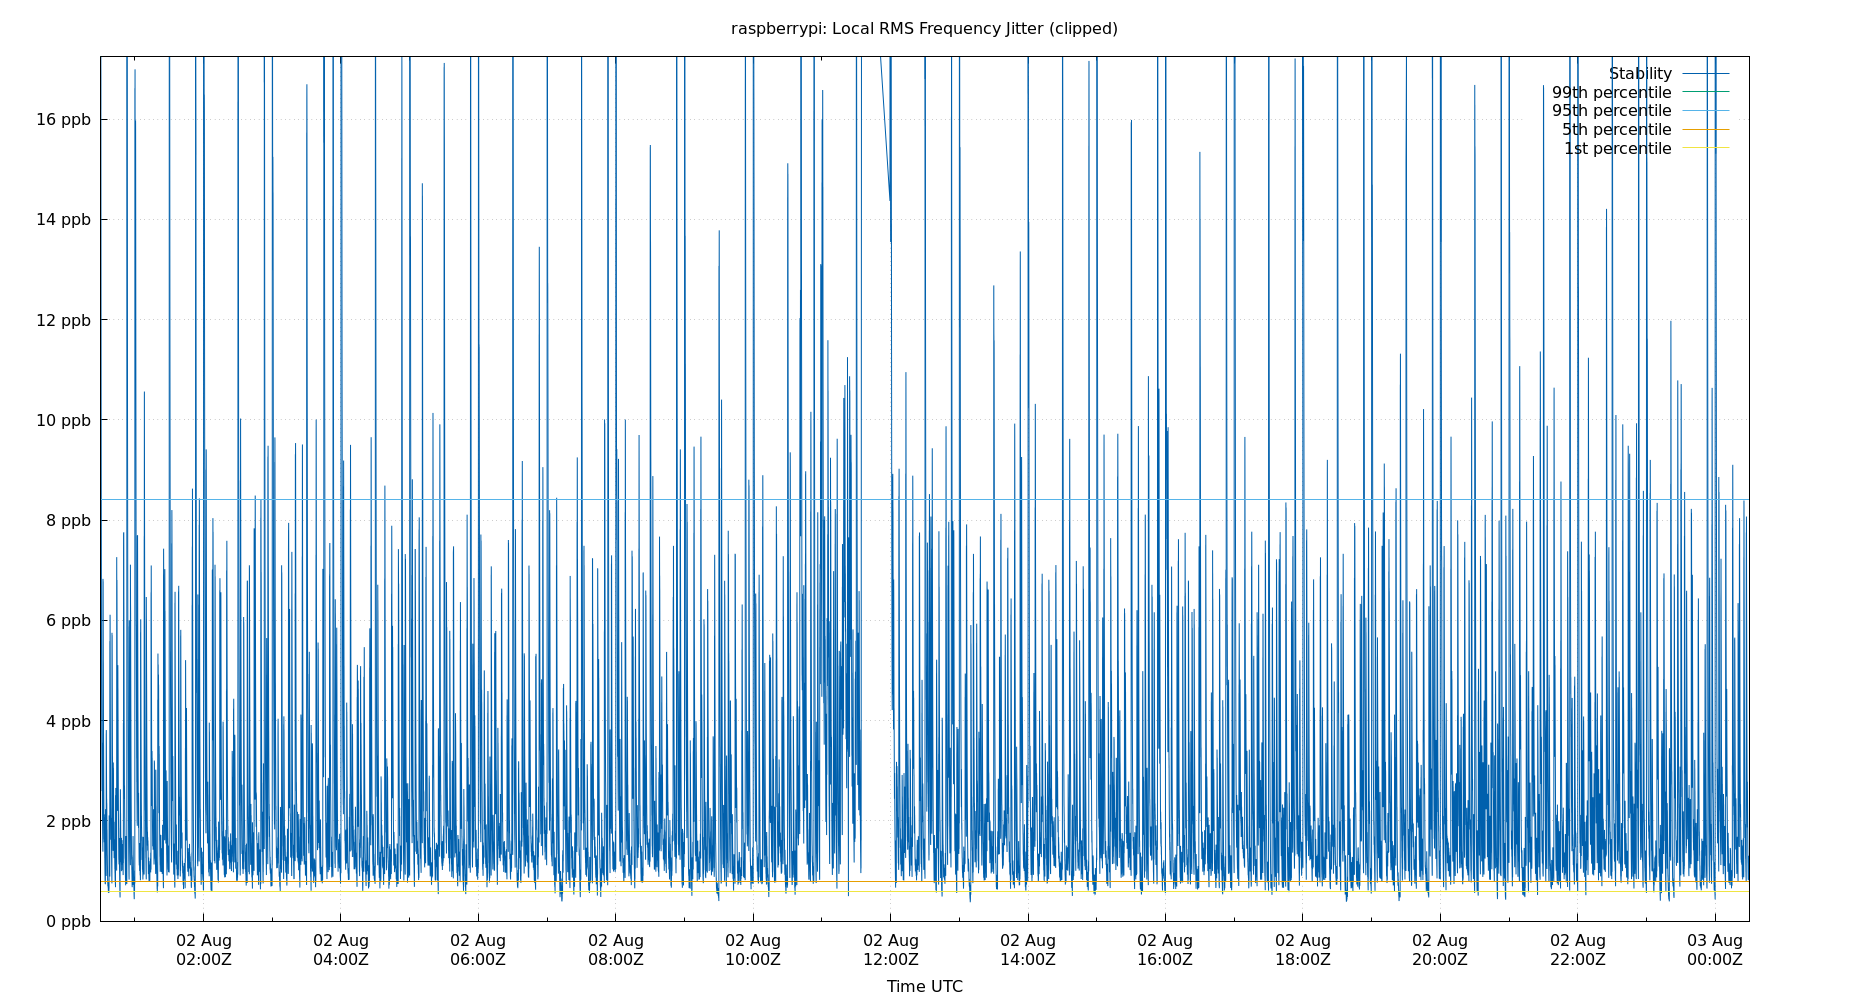 raspberrypi: Local RMS Frequency Jitter (clipped)
Stability
99th percentile
95th percentile
5th percentile
1st percentile
16 ppb
14 ppb
12 ppb
10 ppb
8 ppb
6 ppb
4 ppb
2 ppb
0 ppb
02 Aug 02 Aug 02 Aug 02 Aug 02 Aug 02 Aug 02 Aug 02 Aug 02 Aug 02 Aug 02 Aug 03 Aug
02:00Z 04:00Z 06:00Z 08:00Z 10:00Z 12:00Z 14:00Z 16:00Z 18:00Z 20:00Z 22:00Z 00:00Z
Time UTC